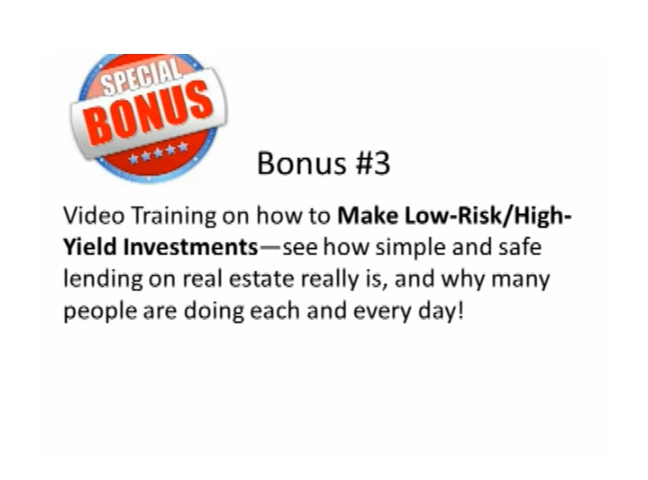 SPECIAL
BONUS
Bonus #3
Video Training on how to Make Low-Risk/High-
Yield Investments—see how simple and safe
lending on real estate really is, and why many
people are doing each and every day!